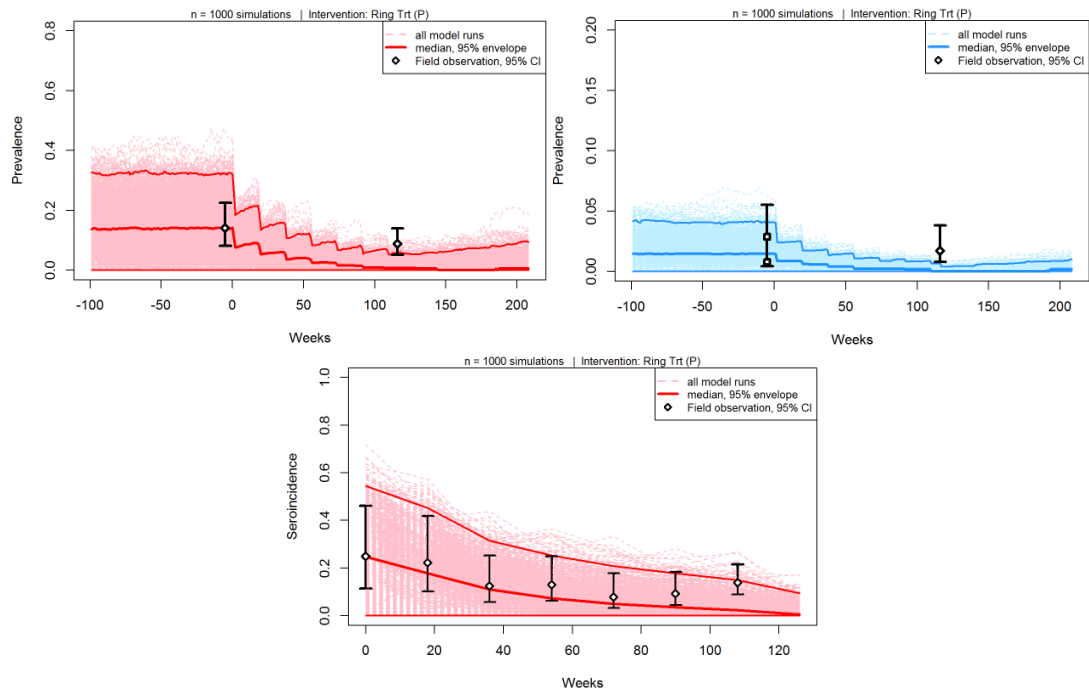 n = 1000 simulations | Intervention: Ring Trt (P)
all model runs
median, 95% envelope
Field observation, 95% CI
Prevalence
0.8
0.6
0.4
0.2
0.0
-100 -50 0 50 100 150 200
Weeks
n = 1000 simulations | Intervention: Ring Trt (P)
all model runs
median, 95% envelope
Field observation, 95% CI
Prevalence
0.20
0.15
0.10
0.05
0.00
-100 -50 0 50 100 150 200
Weeks
n = 1000 simulations | Intervention: Ring Trt (P)
all model runs
median, 95% envelope
Field observation, 95% CI
Seroincidence
1.0
0.8
0.6
0.4
0.2
0.0
0 20 40 60 80 100 120
Weeks